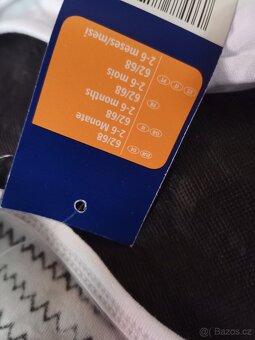 62/68
2-6 Monate
62/68
2-6 months
62/68
2-6 mois
62/68
2-6 meses/mesi
Bazos.cz